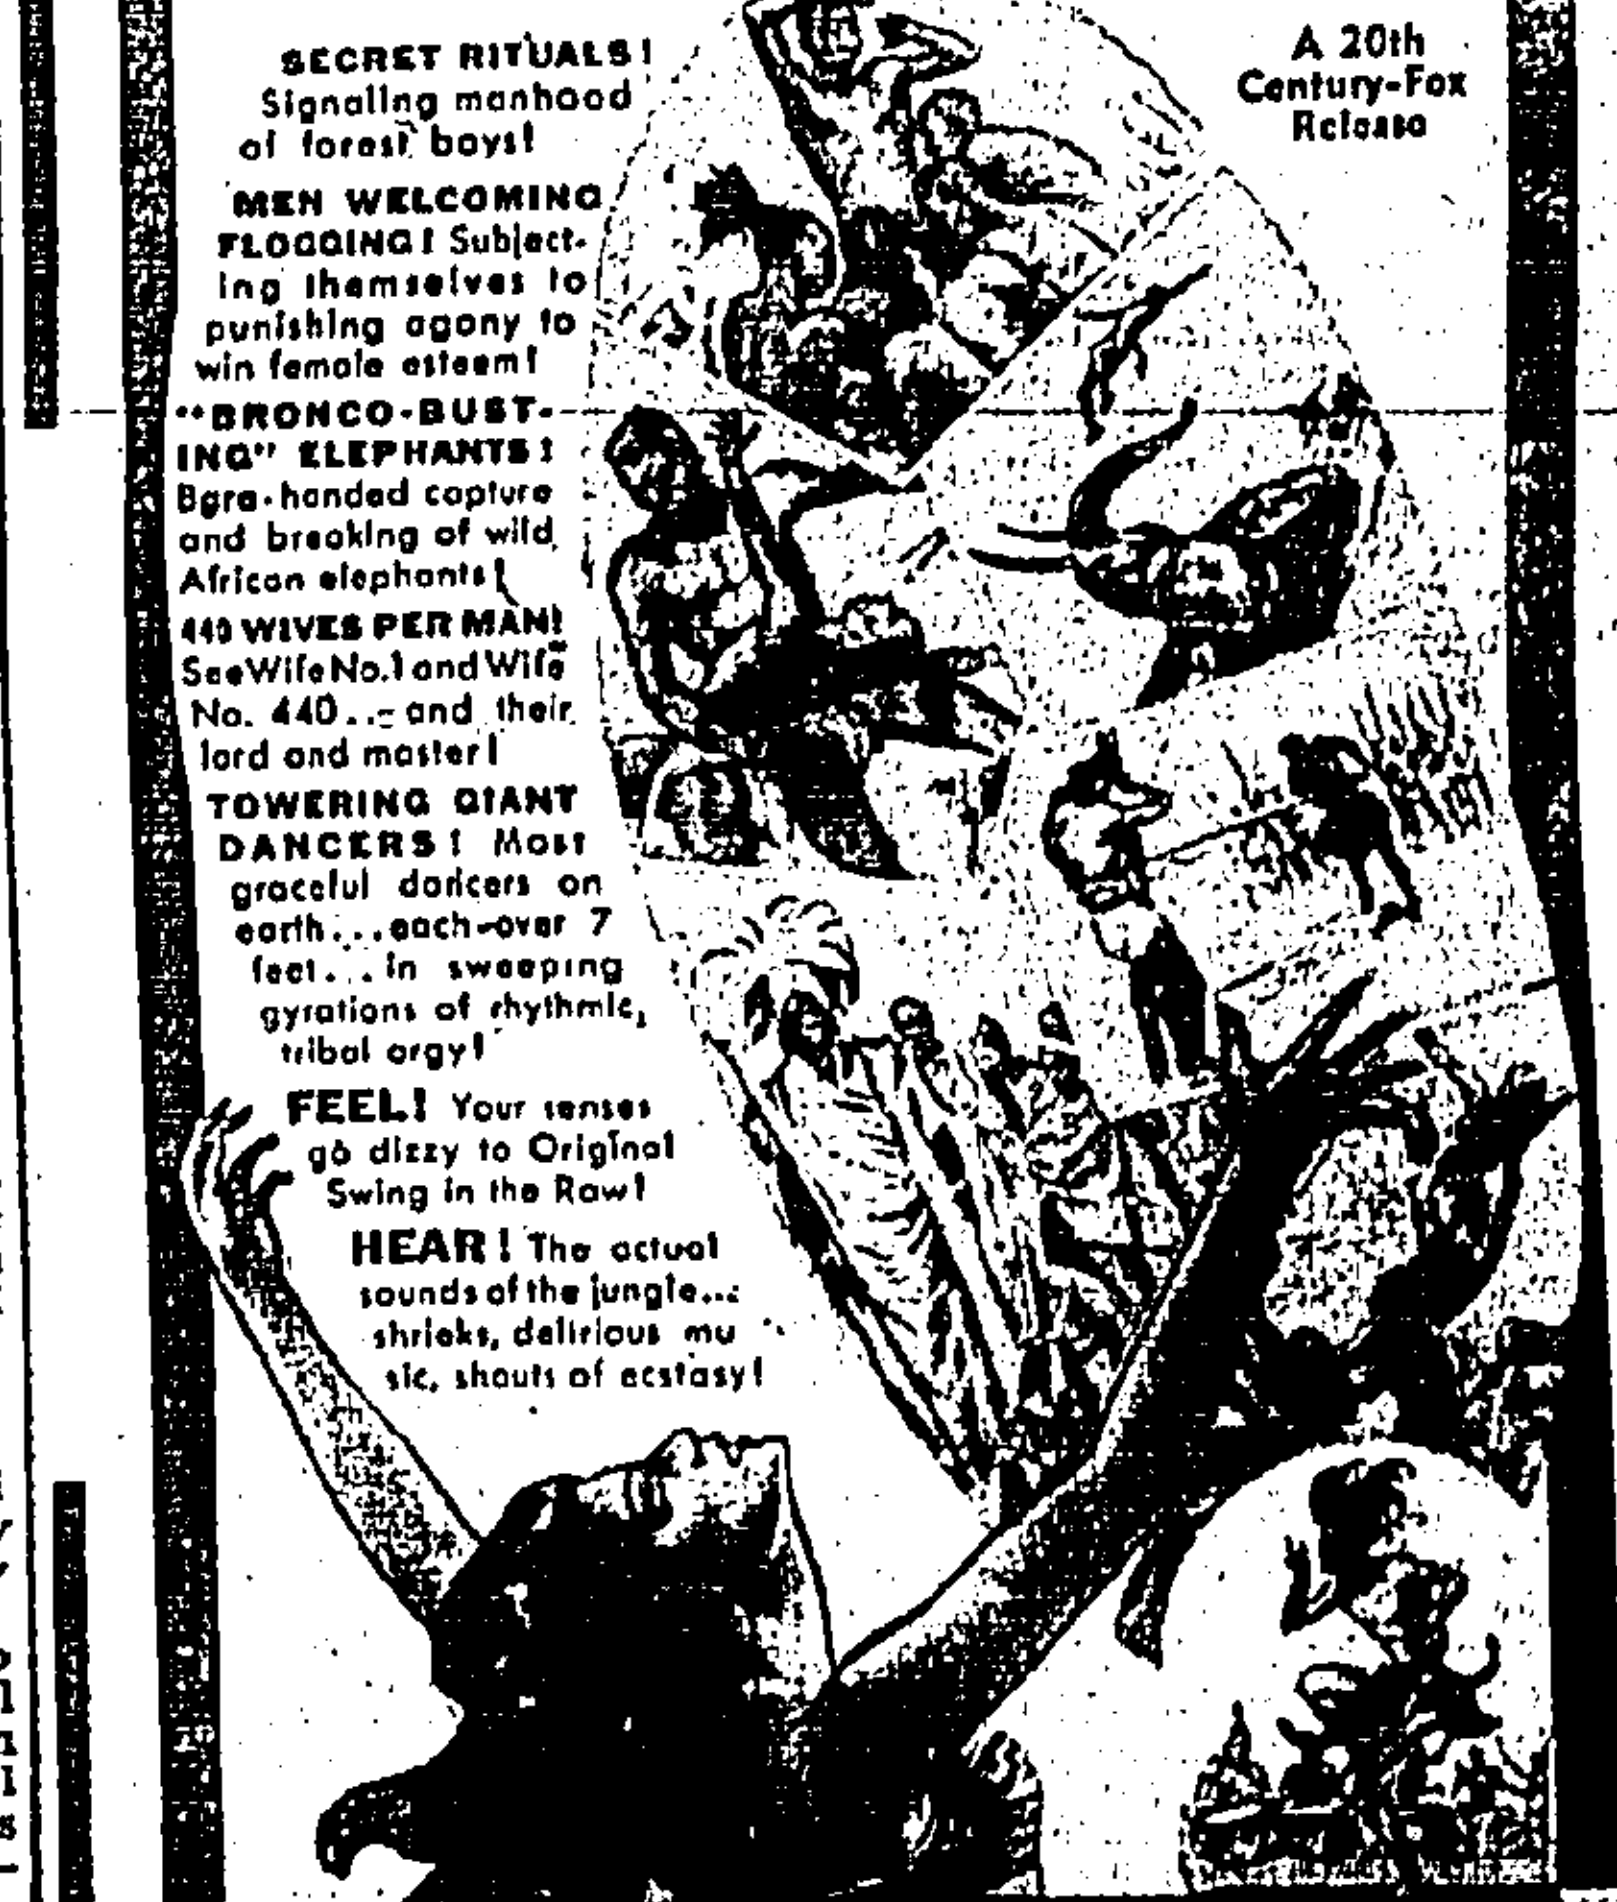 SECRET RITUALS!
Signaling manhood
of forest boys!
MEN WELCOMING
FLOGGING! Subject-
ing themselves to
punishing agony to
win female esteem!
"BRONCO-BUST-
ING" ELEPHANTS!
Bare-handed capture
and breaking of wild
African elephants!
440 WIVES PER MAN!
See Wife No.1 and Wife
No. 440...and their
lord and master!
TOWERING GIANT
DANCERS! Most
graceful dancers on
earth...each over 7
feet... in sweeping
gyrations of rhythmic,
tribal orgy!
FEEL! Your senses
go dizzy to Original
Swing in the Raw!
HEAR! The actual
sounds of the jungle...
shrieks, delirious mu
sic, shouts of ecstasy!
A 20th
Century-Fox
Release